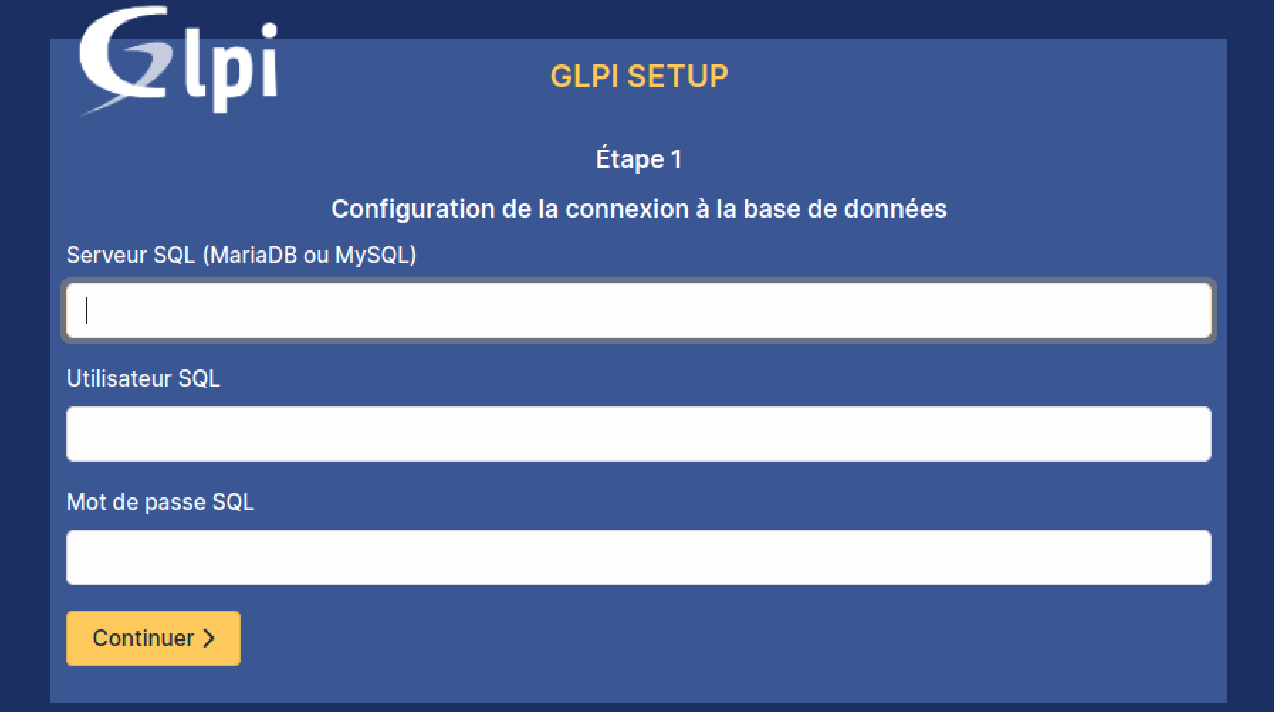 Glpi
GLPI SETUP
Étape 1
Configuration de la connexion à la base de données
Serveur SQL (MariaDB ou MySQL)
Utilisateur SQL
Mot de passe SQL
Continuer